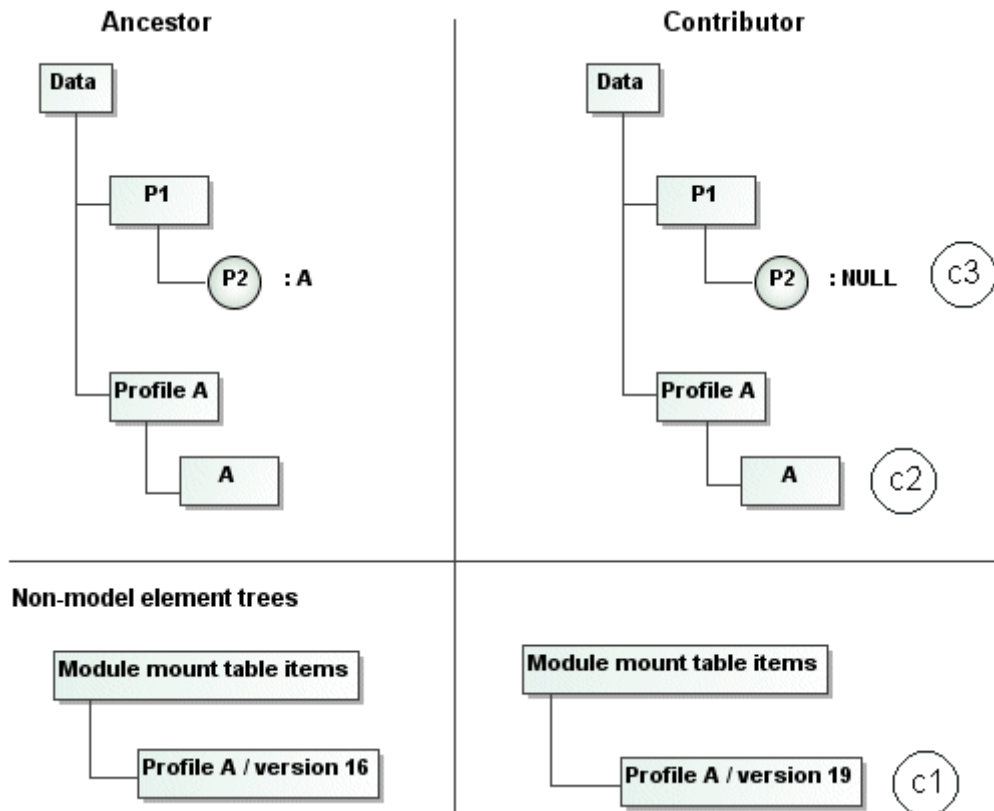 Ancestor
Contributor
Data
Data
P1
P1
P2 : A
P2 : NULL
c3
Profile A
Profile A
A
A
c2
Non-model element trees
Module mount table items
Module mount table items
Profile A / version 16
Profile A / version 19
c1